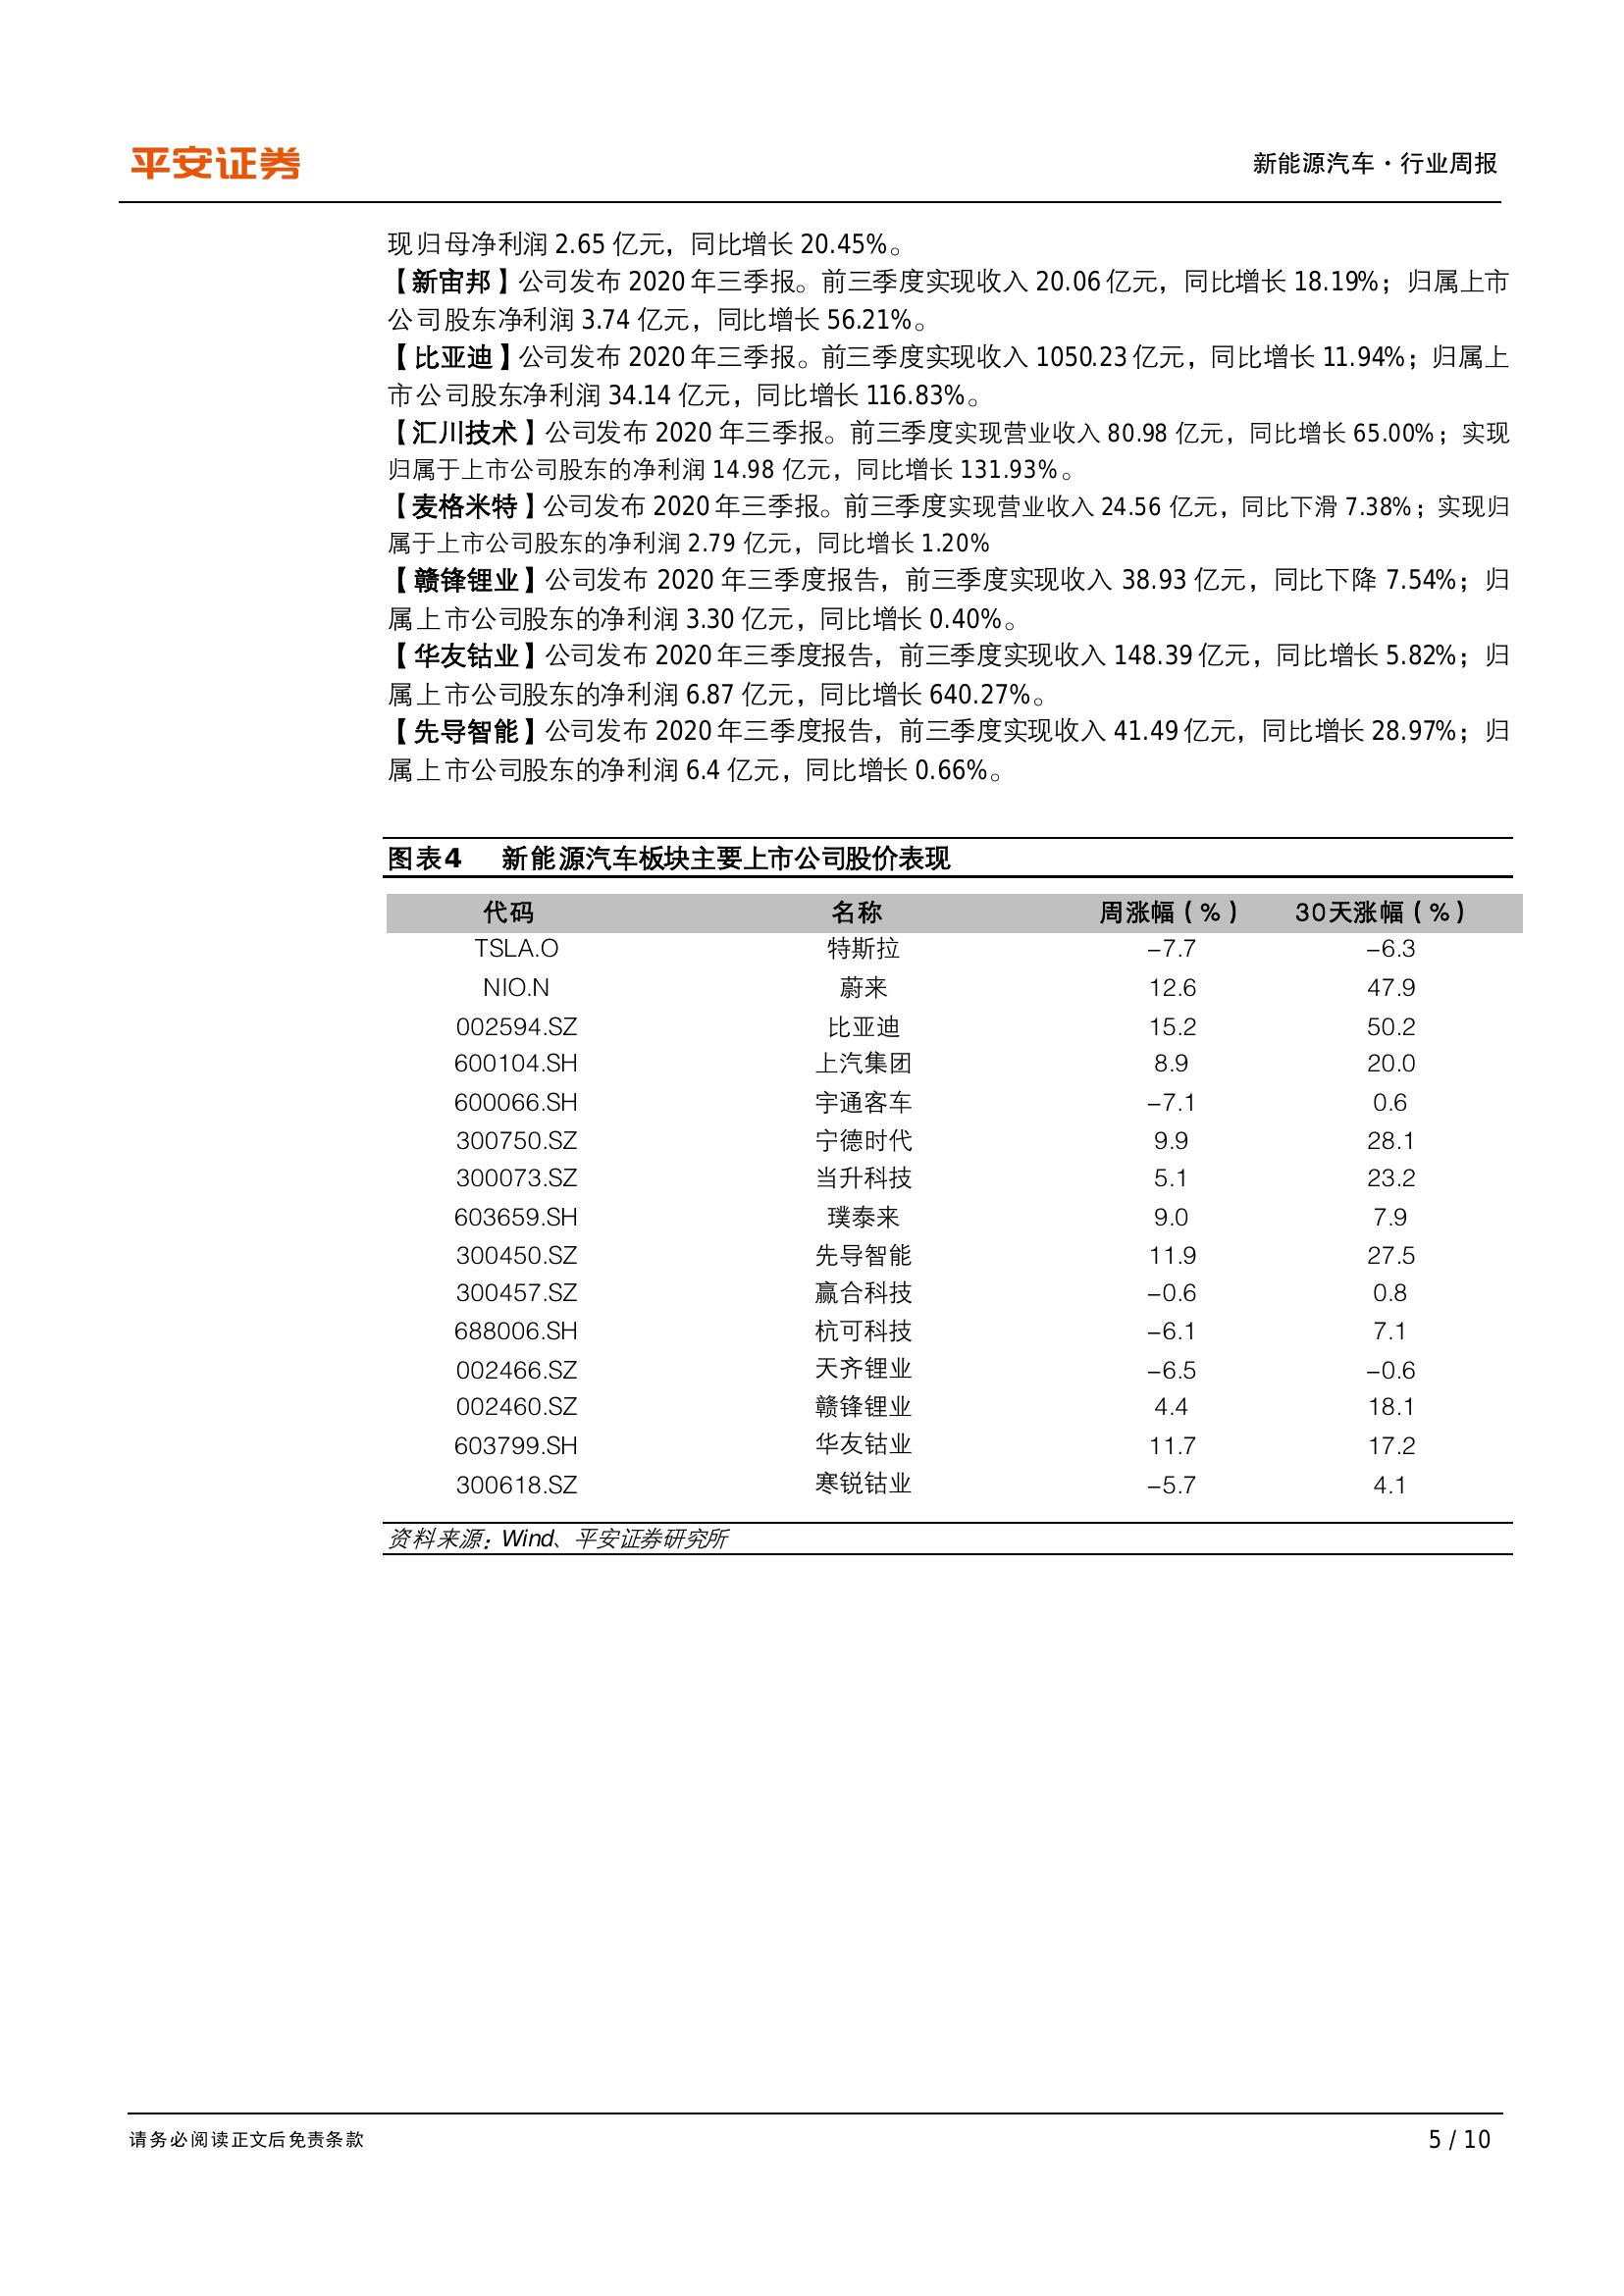 平安证券
新能源汽车·行业周报
现归母净利润 2.65 亿元，同比增长 20.45%。
【新宙邦】公司发布 2020 年三季报。前三季度实现收入 20.06 亿元，同比增长 18.19%；归属上市
公司股东净利润 3.74 亿元，同比增长 56.21%。
【比亚迪】公司发布 2020 年三季报。前三季度实现收入 1050.23 亿元，同比增长 11.94%；归属上
市公司股东净利润 34.14 亿元，同比增长 116.83%。
【汇川技术】公司发布 2020 年三季报。前三季度实现营业收入 80.98 亿元，同比增长 65.00%；实现
归属于上市公司股东的净利润 14.98 亿元，同比增长 131.93%。
【麦格米特】公司发布 2020 年三季报。前三季度实现营业收入 24.56 亿元，同比下滑 7.38%；实现归
属于上市公司股东的净利润 2.79 亿元，同比增长 1.20%
【赣锋锂业】公司发布 2020 年三季度报告，前三季度实现收入 38.93 亿元，同比下降 7.54%；归
属上市公司股东的净利润 3.30 亿元，同比增长 0.40%。
【华友钴业】公司发布 2020 年三季度报告，前三季度实现收入 148.39 亿元，同比增长 5.82%；归
属上市公司股东的净利润 6.87 亿元，同比增长 640.27%。
【先导智能】公司发布 2020 年三季度报告，前三季度实现收入 41.49 亿元，同比增长 28.97%；归
属上市公司股东的净利润 6.4 亿元，同比增长 0.66%。
图表4 新能源汽车板块主要上市公司股价表现
代码 名称 周涨幅（%） 30天涨幅（%）
TSLA.O 特斯拉 -7.7 -6.3
NIO.N 蔚来 12.6 47.9
002594.SZ 比亚迪 15.2 50.2
600104.SH 上汽集团 8.9 20.0
600066.SH 宇通客车 -7.1 0.6
300750.SZ 宁德时代 9.9 28.1
300073.SZ 当升科技 5.1 23.2
603659.SH 璞泰来 9.0 7.9
300450.SZ 先导智能 11.9 27.5
300457.SZ 赢合科技 -0.6 0.8
688006.SH 杭可科技 -6.1 7.1
002466.SZ 天齐锂业 -6.5 -0.6
002460.SZ 赣锋锂业 4.4 18.1
603799.SH 华友钴业 11.7 17.2
300618.SZ 寒锐钴业 -5.7 4.1
资料来源：Wind、平安证券研究所
请务必阅读正文后免责条款
5 / 10